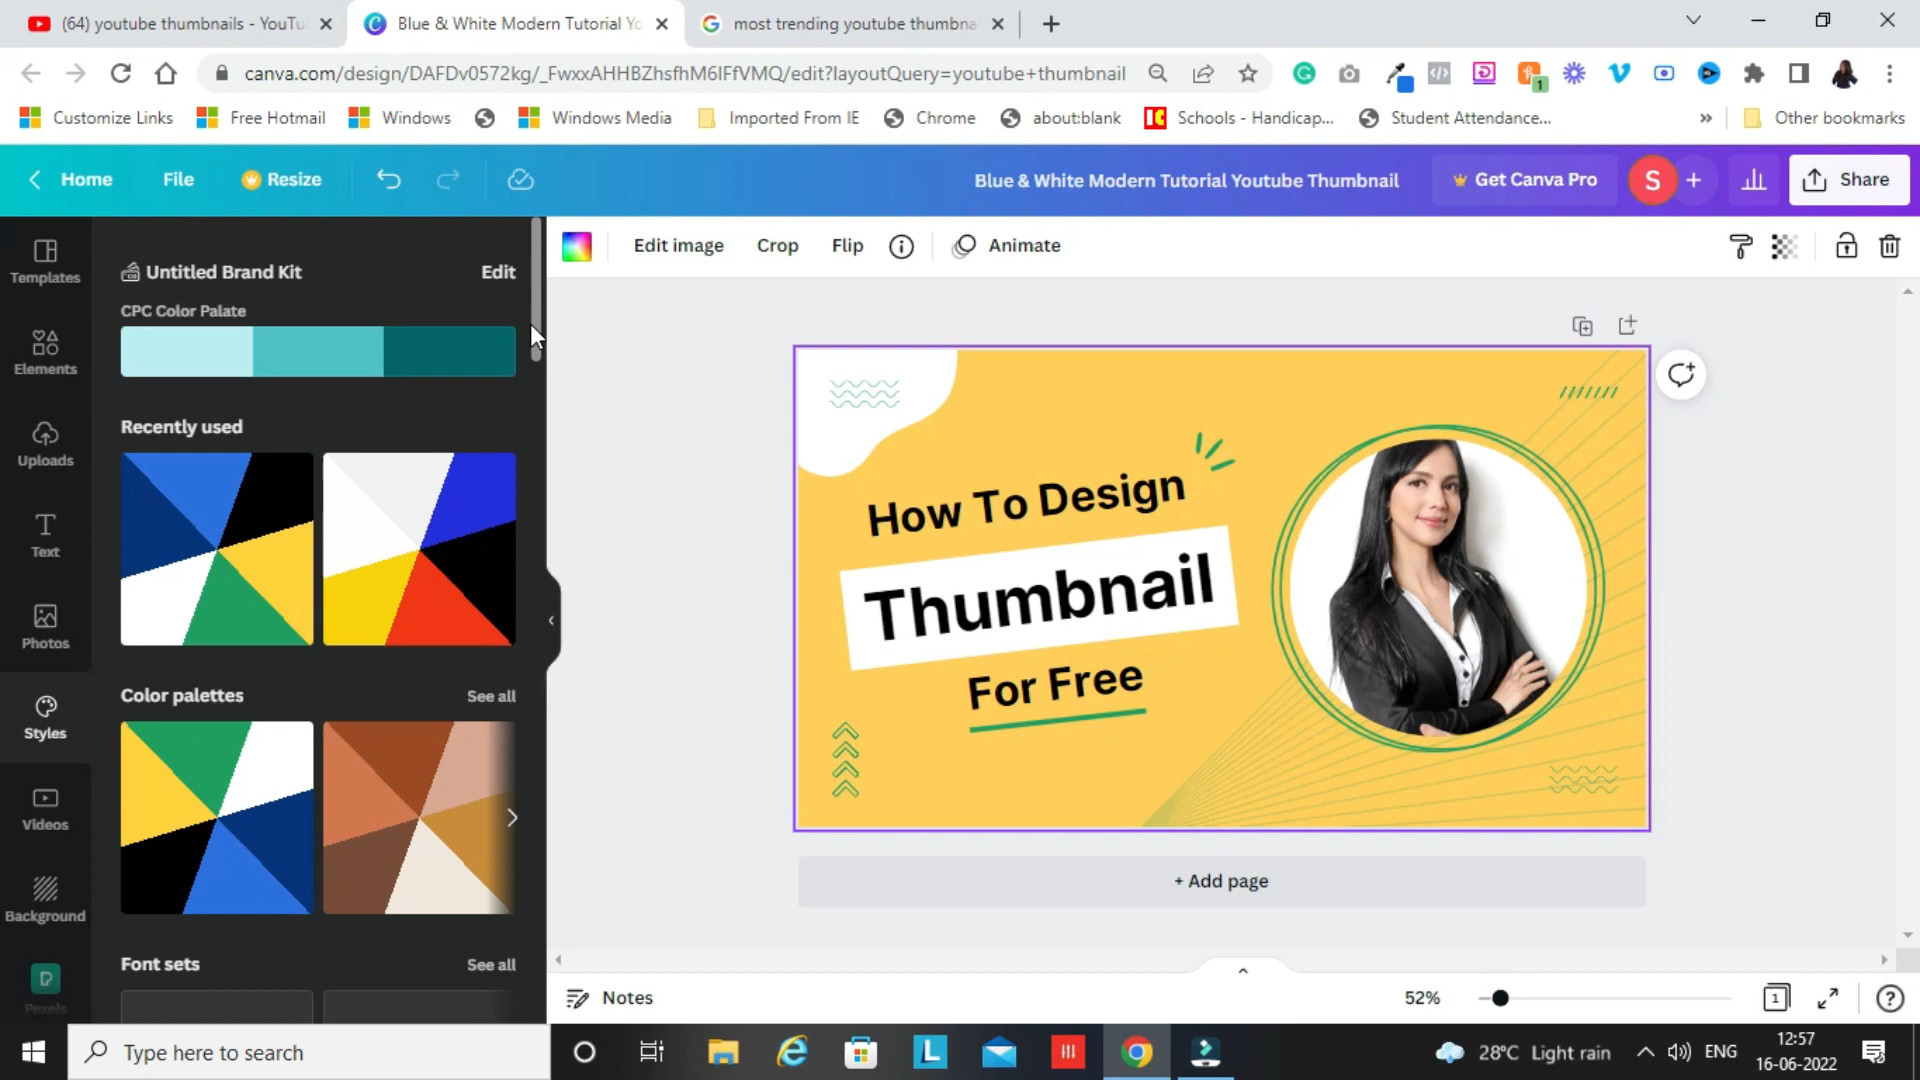 (64) youtube thumbnails - YouTu
Blue & White Modern Tutorial Yo
most trending youtube thumbna
canva.com/design/DAFDv0572kg/_FwxxAHHBZhsfhM6lFfVMQ/edit?layoutQuery=youtube+thumbnail
1
Customize Links
Free Hotmail
Windows
Windows Media
Imported From IE
Chrome
about:blank
Schools - Handicap...
Student Attendance...
»
Other bookmarks
Home
File
Resize
Blue & White Modern Tutorial Youtube Thumbnail
Get Canva Pro
S
+
Share
Templates
Elements
Uploads
Text
Photos
Styles
Videos
Background
Pexels
Untitled Brand Kit
Edit
CPC Color Palate
Recently used
Color palettes
See all
Font sets
See all
Edit image
Crop
Flip
Animate
How To Design
Thumbnail
For Free
+ Add page
Notes
52%
1
?
Type here to search
L
28°C Light rain
ENG
12:57
16-06-2022